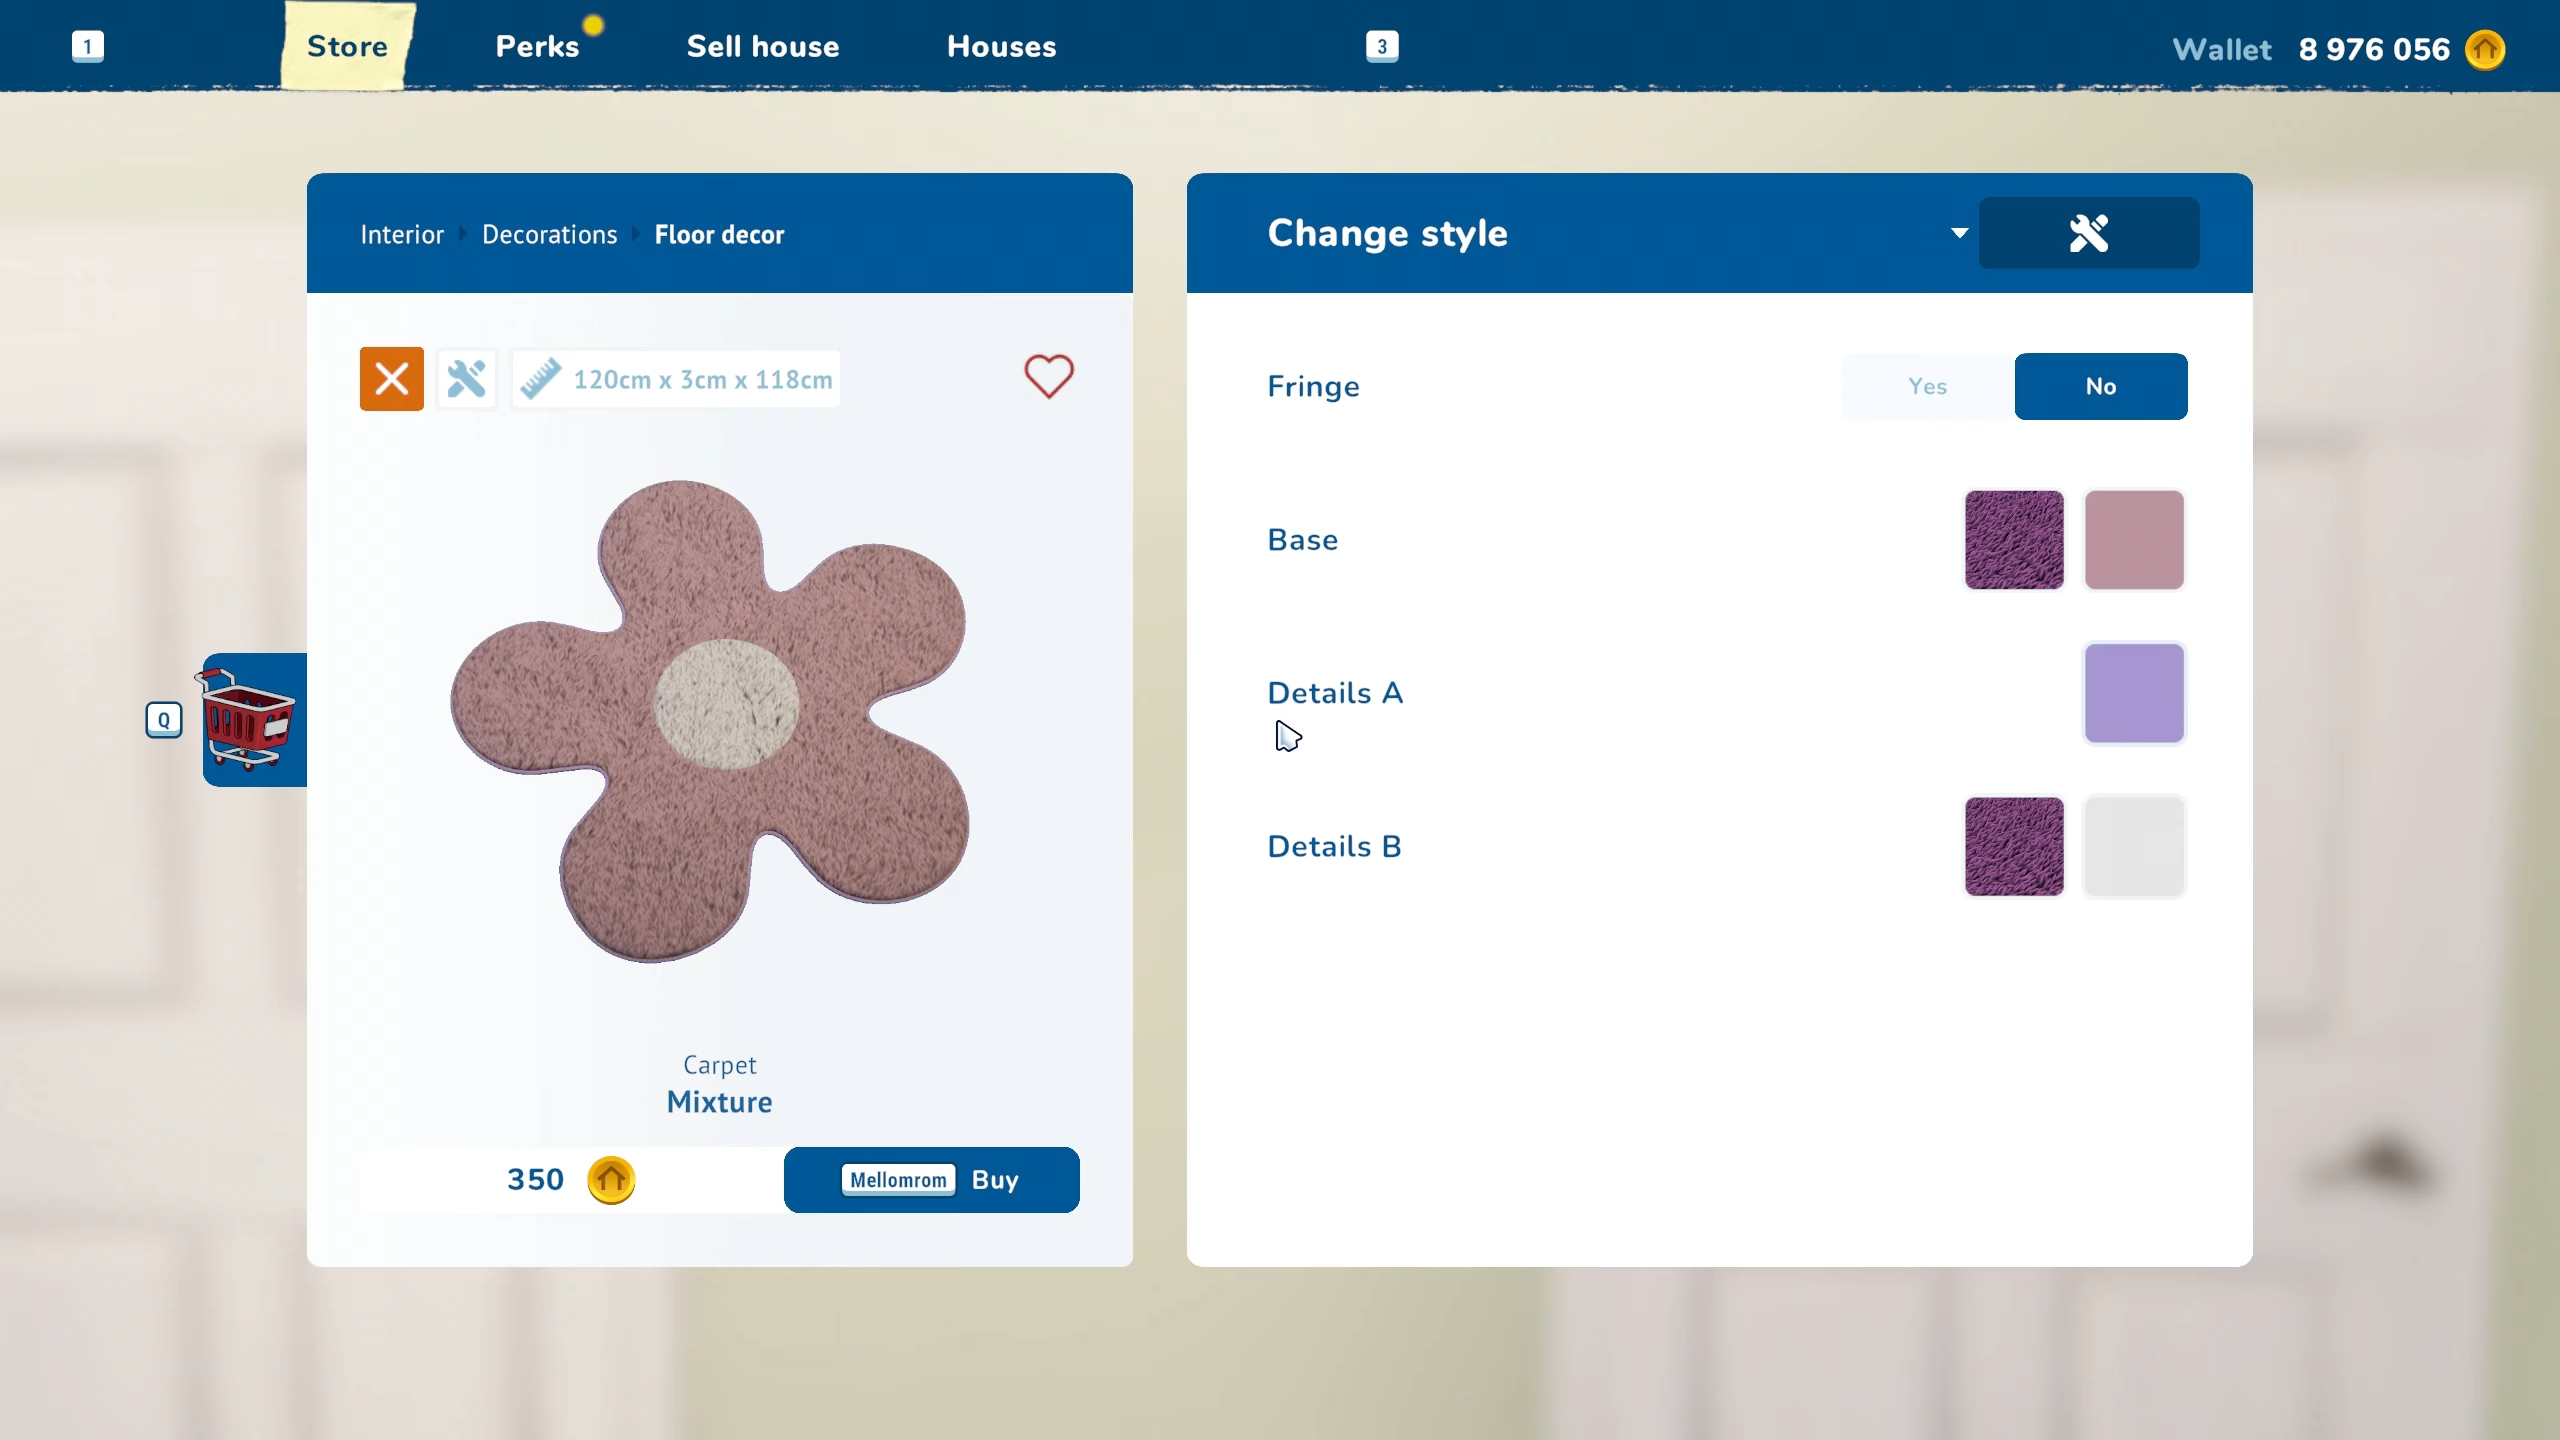 1 Store Perks Sell house Houses 3 Wallet 8 976 056
Interior Decorations Floor decor
Change style
120cm x 3cm x 118cm
Fringe Yes No
Base
Details A
Q
Details B
Carpet
Mixture
350 Mellomrom Buy